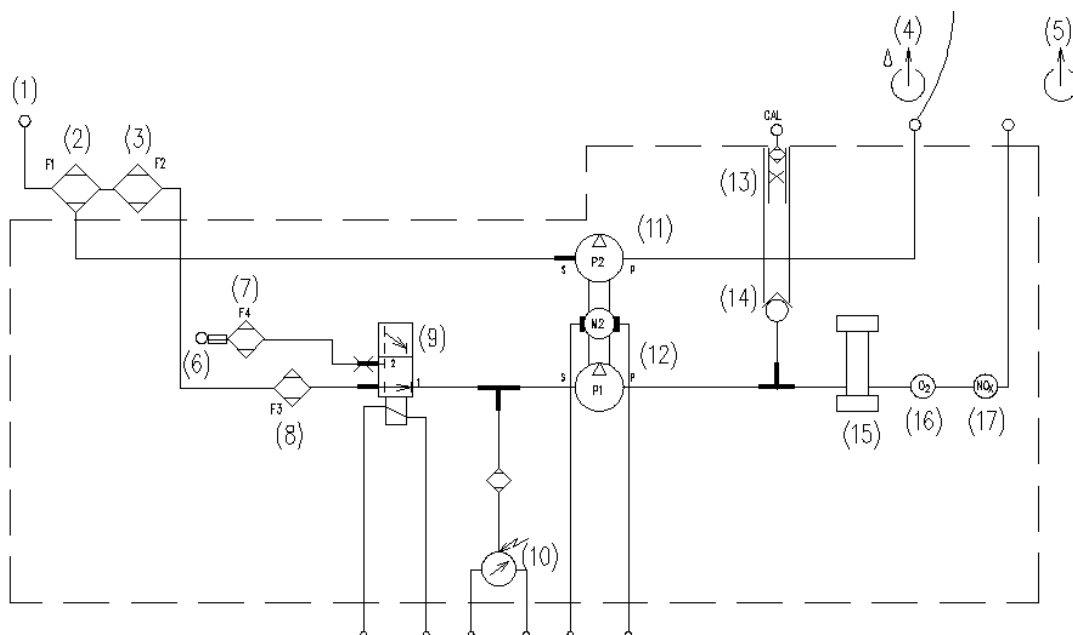 (4)
(5)
(1)
(2)
(3)
CAL
F1
F2
(13)
(11)
P2
S
P
(7)
F4
(14)
(9)
M2
(6)
2
(12)
1
S
P
P1
F3
O2
NOx
(8)
(15)
(16)
(17)
(10)